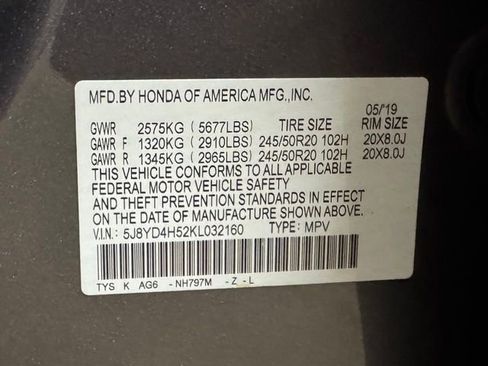 MFD.BY HONDA OF AMERICA MFG.,INC.
05/'19
GVWR 2575KG (5677LBS) TIRE SIZE RIM SIZE
GAWR F 1320KG (2910LBS) 245/50R20 102H 20X8.0J
GAWR R 1345KG (2965LBS) 245/50R20 102H 20X8.0J
THIS VEHICLE CONFORMS TO ALL APPLICABLE
FEDERAL MOTOR VEHICLE SAFETY
AND THEFT PREVENTION STANDARDS IN EFFECT
ON THE DATE OF MANUFACTURE SHOWN ABOVE.
V.I.N.: 5J8YD4H52KL032160 TYPE: MPV
TYS K AG6 -NH797M -Z -L